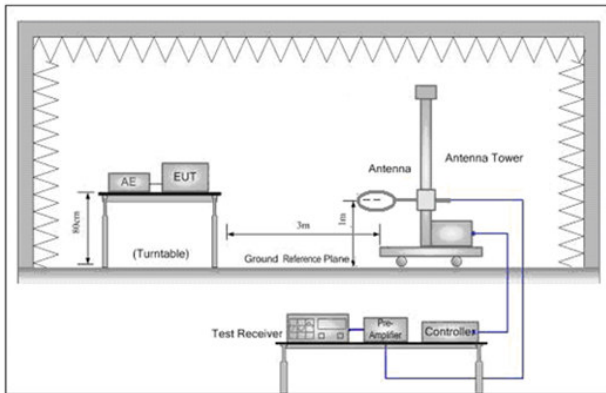 AE
EUT
80cm
(Turntable)
3m
Antenna
Antenna Tower
1m
Ground Reference Plane
Test Receiver
Pre-
Amplifier
Controller